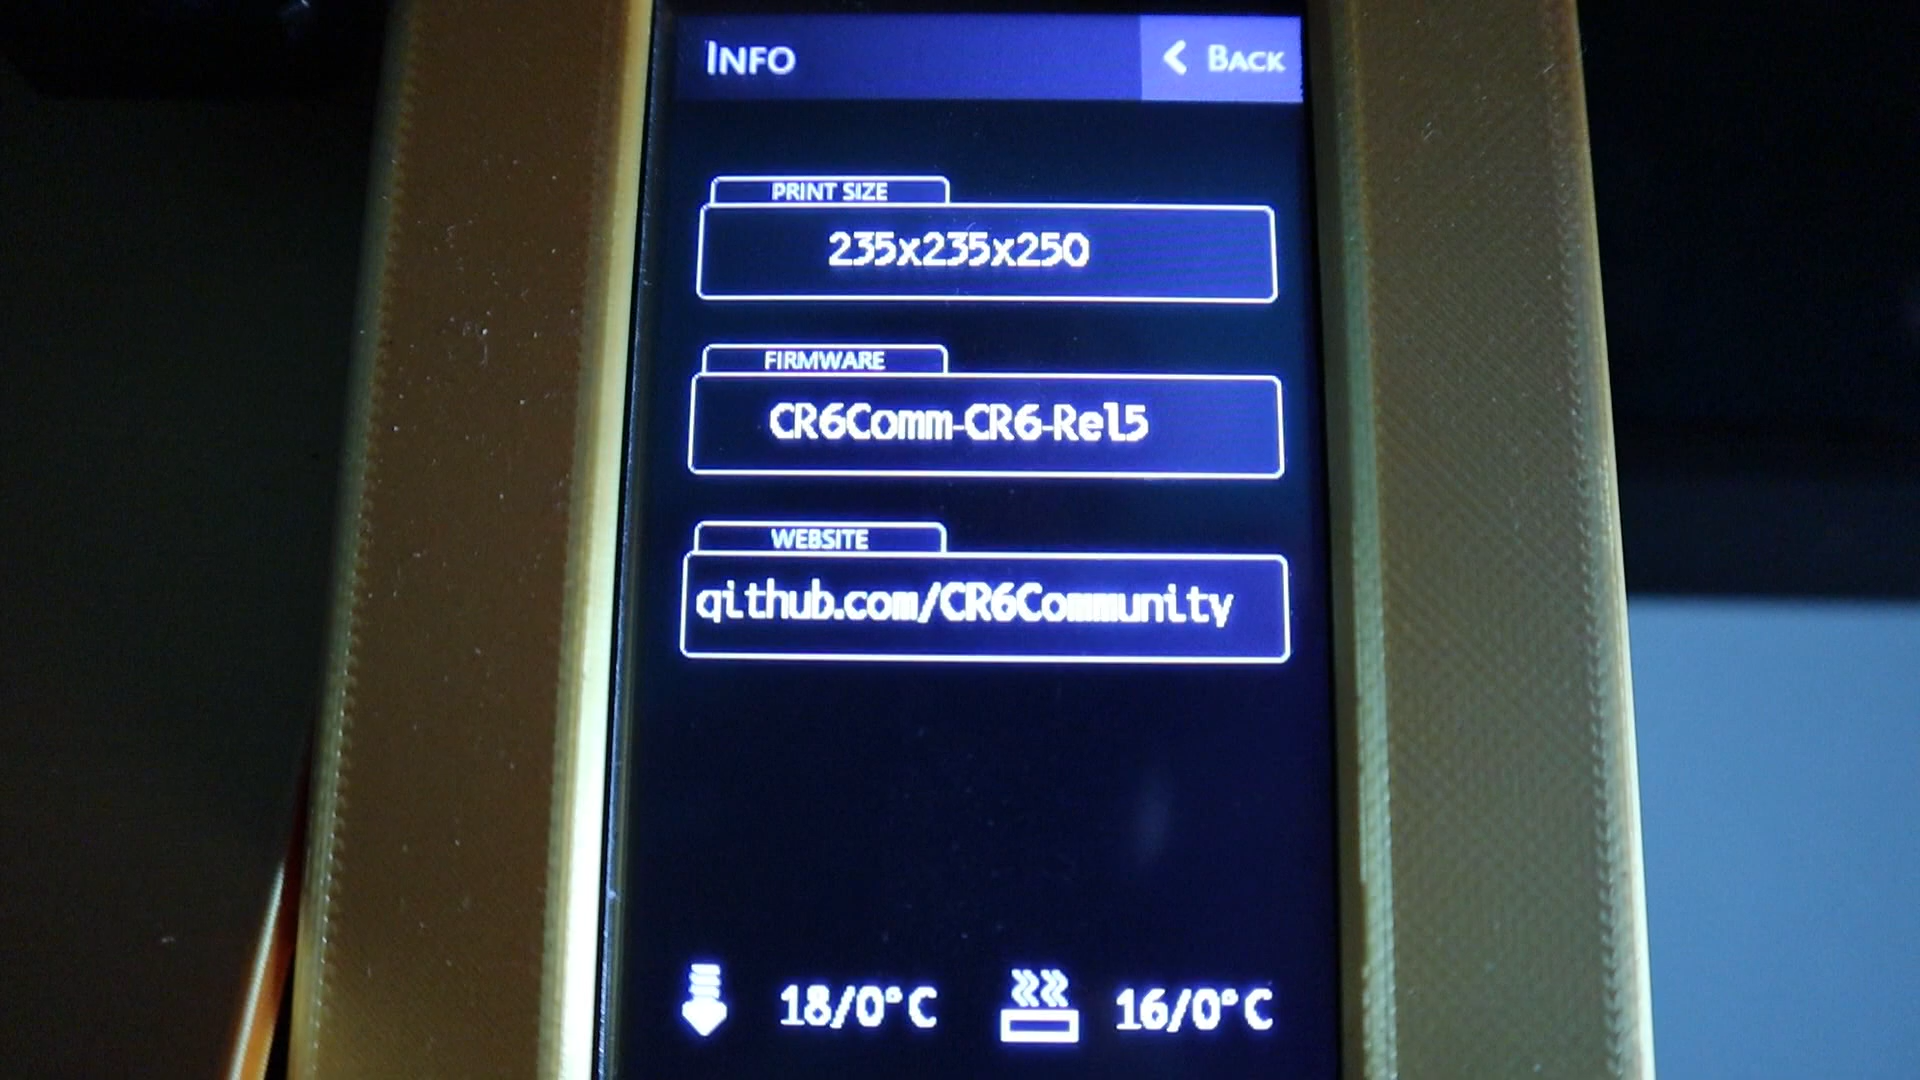 INFO
BACK
PRINT SIZE
235x235x250
FIRMWARE
CR6Comm-CR6-Rel5
WEBSITE
github.com/CR6Community
18/0°C
16/0°C